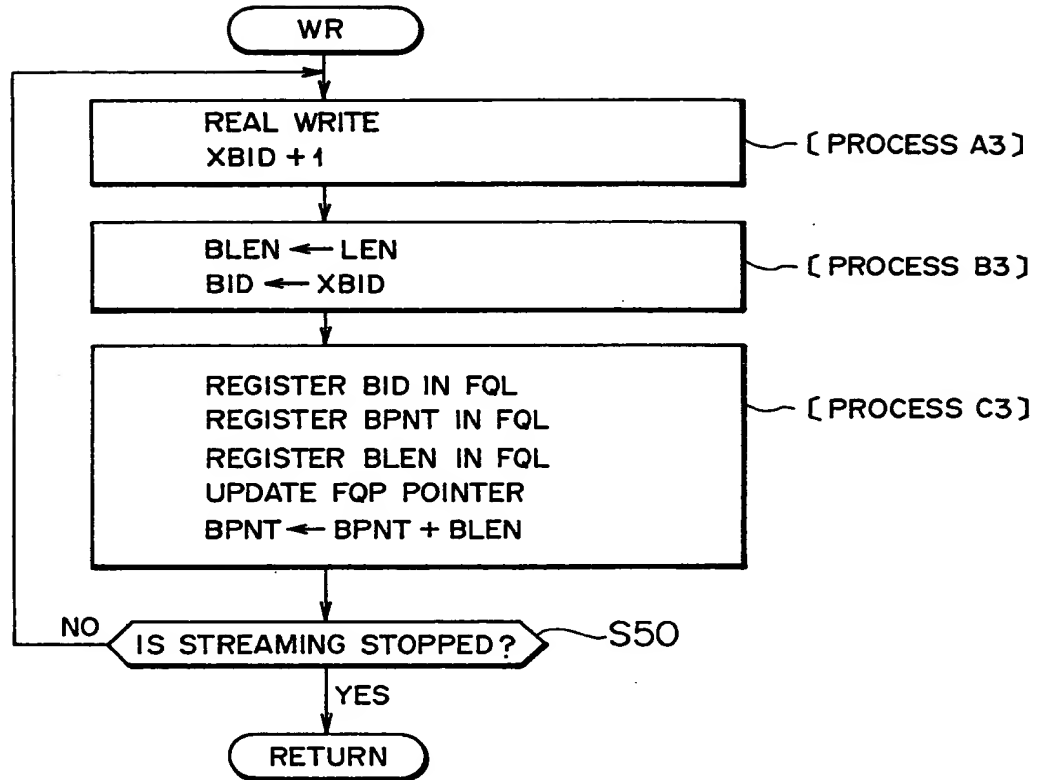 WR
REAL WRITE
XBID + 1
[PROCESS A3]
BLEN ← LEN
BID ← XBID
[PROCESS B3]
REGISTER BID IN FQL
REGISTER BPNT IN FQL
REGISTER BLEN IN FQL
UPDATE FQP POINTER
BPNT ← BPNT + BLEN
[PROCESS C3]
NO
IS STREAMING STOPPED?
S50
YES
RETURN